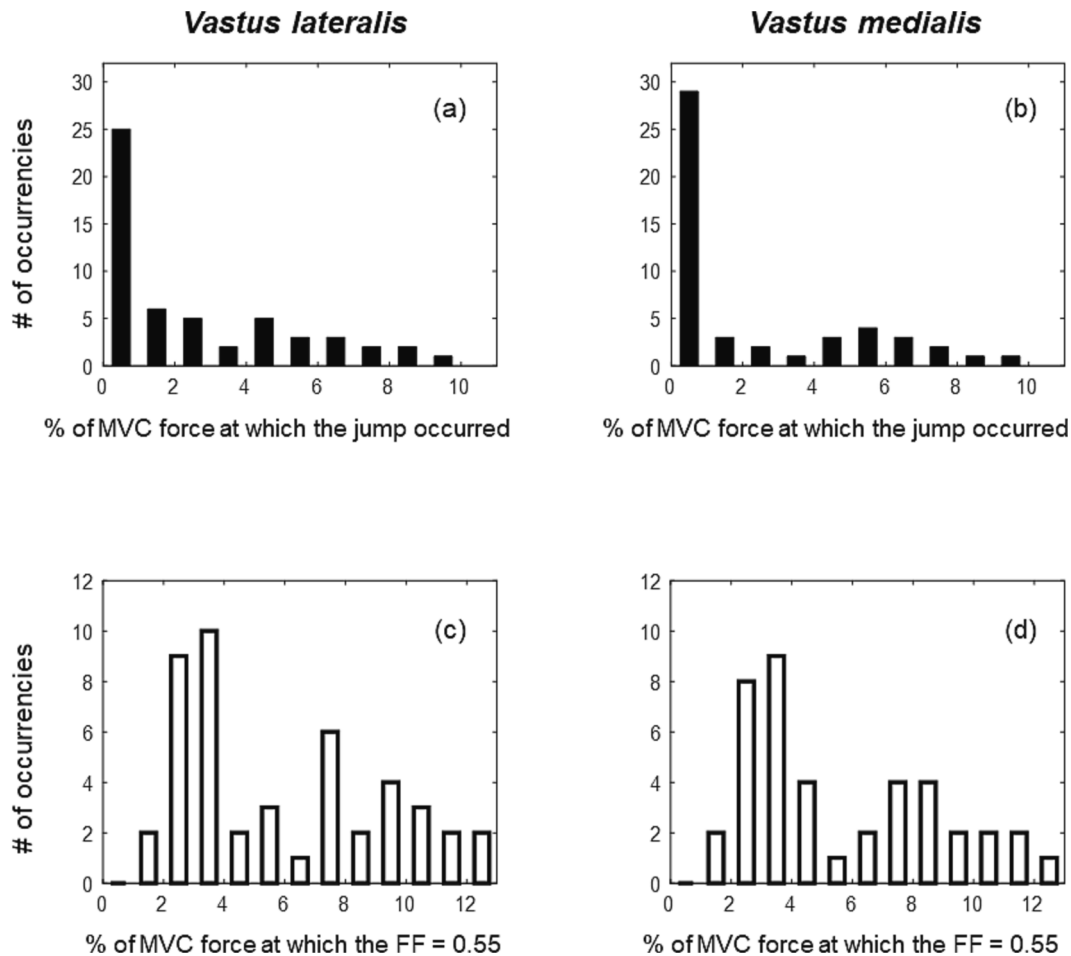 Vastus lateralis
Vastus medialis
(a)
30
25
20
15
10
5
0
# of occurrencies
0 2 4 6 8 10
% of MVC force at which the jump occurred
(b)
30
25
20
15
10
5
0
0 2 4 6 8 10
% of MVC force at which the jump occurred
(c)
12
10
8
6
4
2
0
# of occurrencies
0 2 4 6 8 10 12
% of MVC force at which the FF = 0.55
(d)
12
10
8
6
4
2
0
0 2 4 6 8 10 12
% of MVC force at which the FF = 0.55